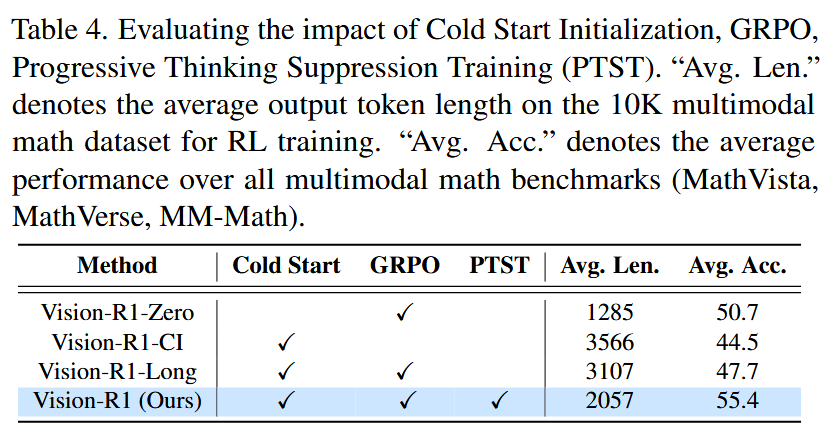 Table 4. Evaluating the impact of Cold Start Initialization, GRPO,
Progressive Thinking Suppression Training (PTST). “Avg. Len.”
denotes the average output token length on the 10K multimodal
math dataset for RL training. “Avg. Acc.” denotes the average
performance over all multimodal math benchmarks (MathVista,
MathVerse, MM-Math).
Method Cold Start GRPO PTST Avg. Len. Avg. Acc.
Vision-R1-Zero ✓ 1285 50.7
Vision-R1-CI ✓ 3566 44.5
Vision-R1-Long ✓ ✓ 3107 47.7
Vision-R1 (Ours) ✓ ✓ ✓ 2057 55.4